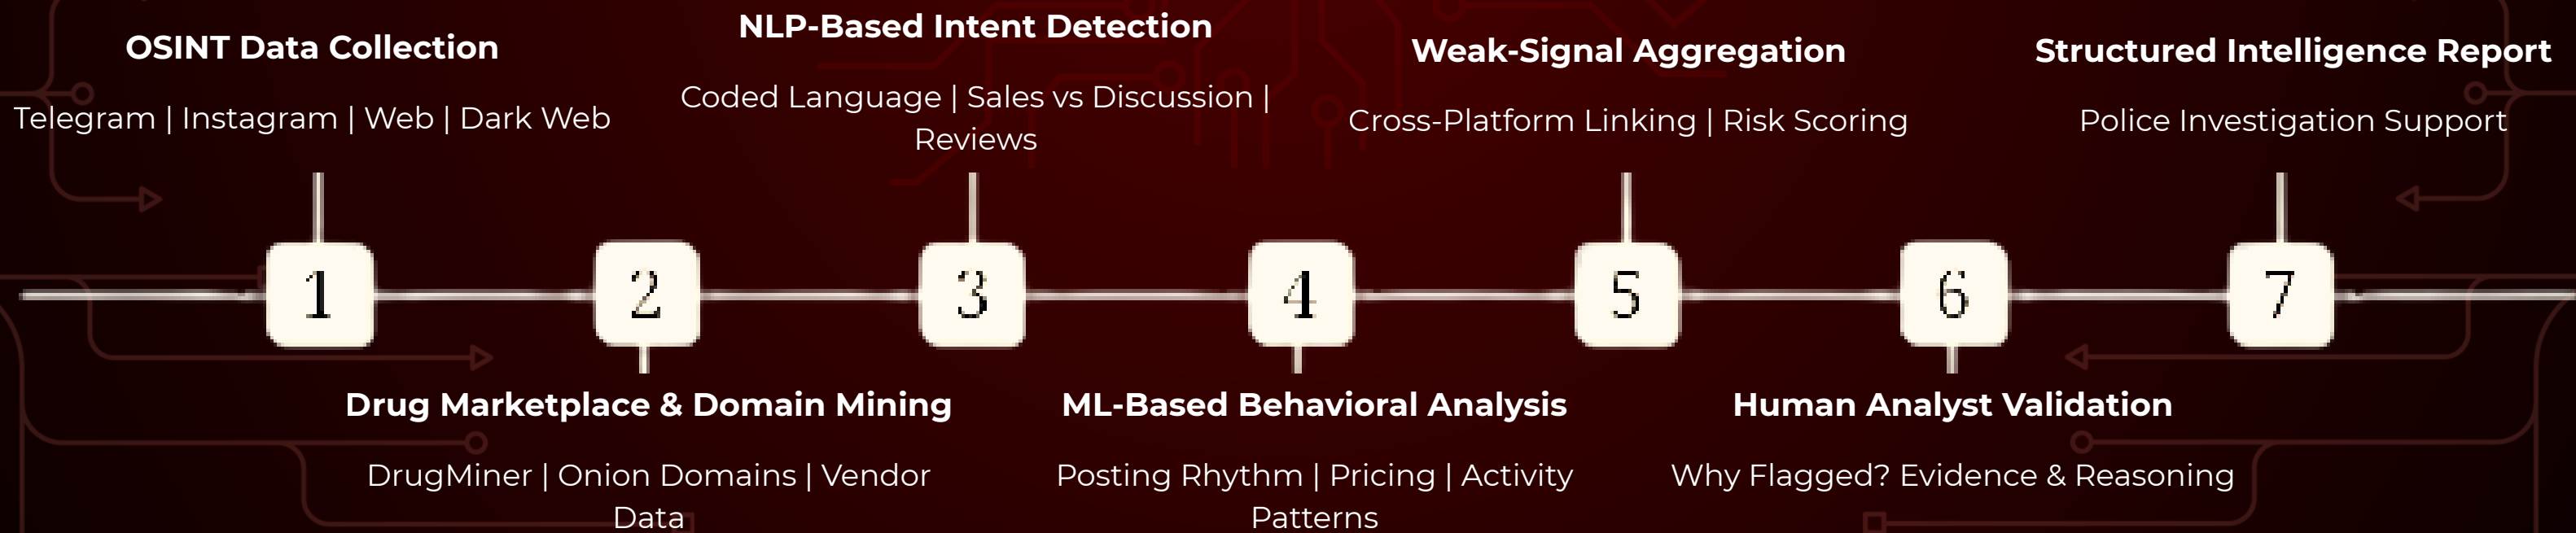 OSINT Data Collection
Telegram | Instagram | Web | Dark Web
1
2
Drug Marketplace & Domain Mining
DrugMiner | Onion Domains | Vendor
Data
NLP-Based Intent Detection
Coded Language | Sales vs Discussion |
Reviews
3
4
ML-Based Behavioral Analysis
Posting Rhythm | Pricing | Activity
Patterns
Weak-Signal Aggregation
Cross-Platform Linking | Risk Scoring
5
6
Human Analyst Validation
Why Flagged? Evidence & Reasoning
Structured Intelligence Report
Police Investigation Support
7